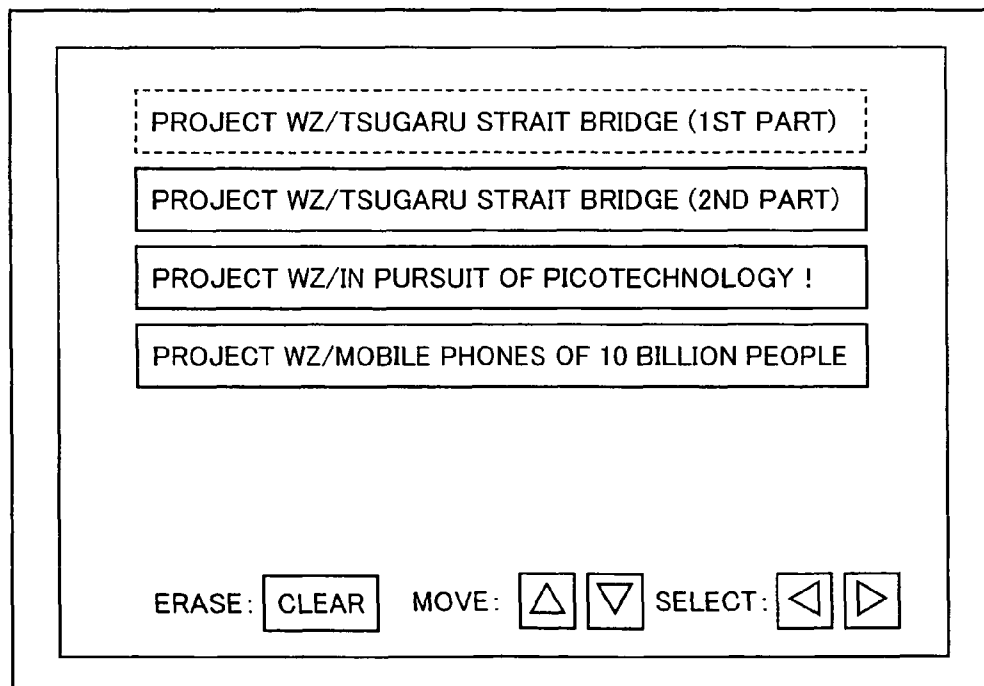 PROJECT WZ/TSUGARU STRAIT BRIDGE (1ST PART)
PROJECT WZ/TSUGARU STRAIT BRIDGE (2ND PART)
PROJECT WZ/IN PURSUIT OF PICOTECHNOLOGY !
PROJECT WZ/MOBILE PHONES OF 10 BILLION PEOPLE
ERASE: CLEAR MOVE: △ ▽ SELECT: ◁ ▷